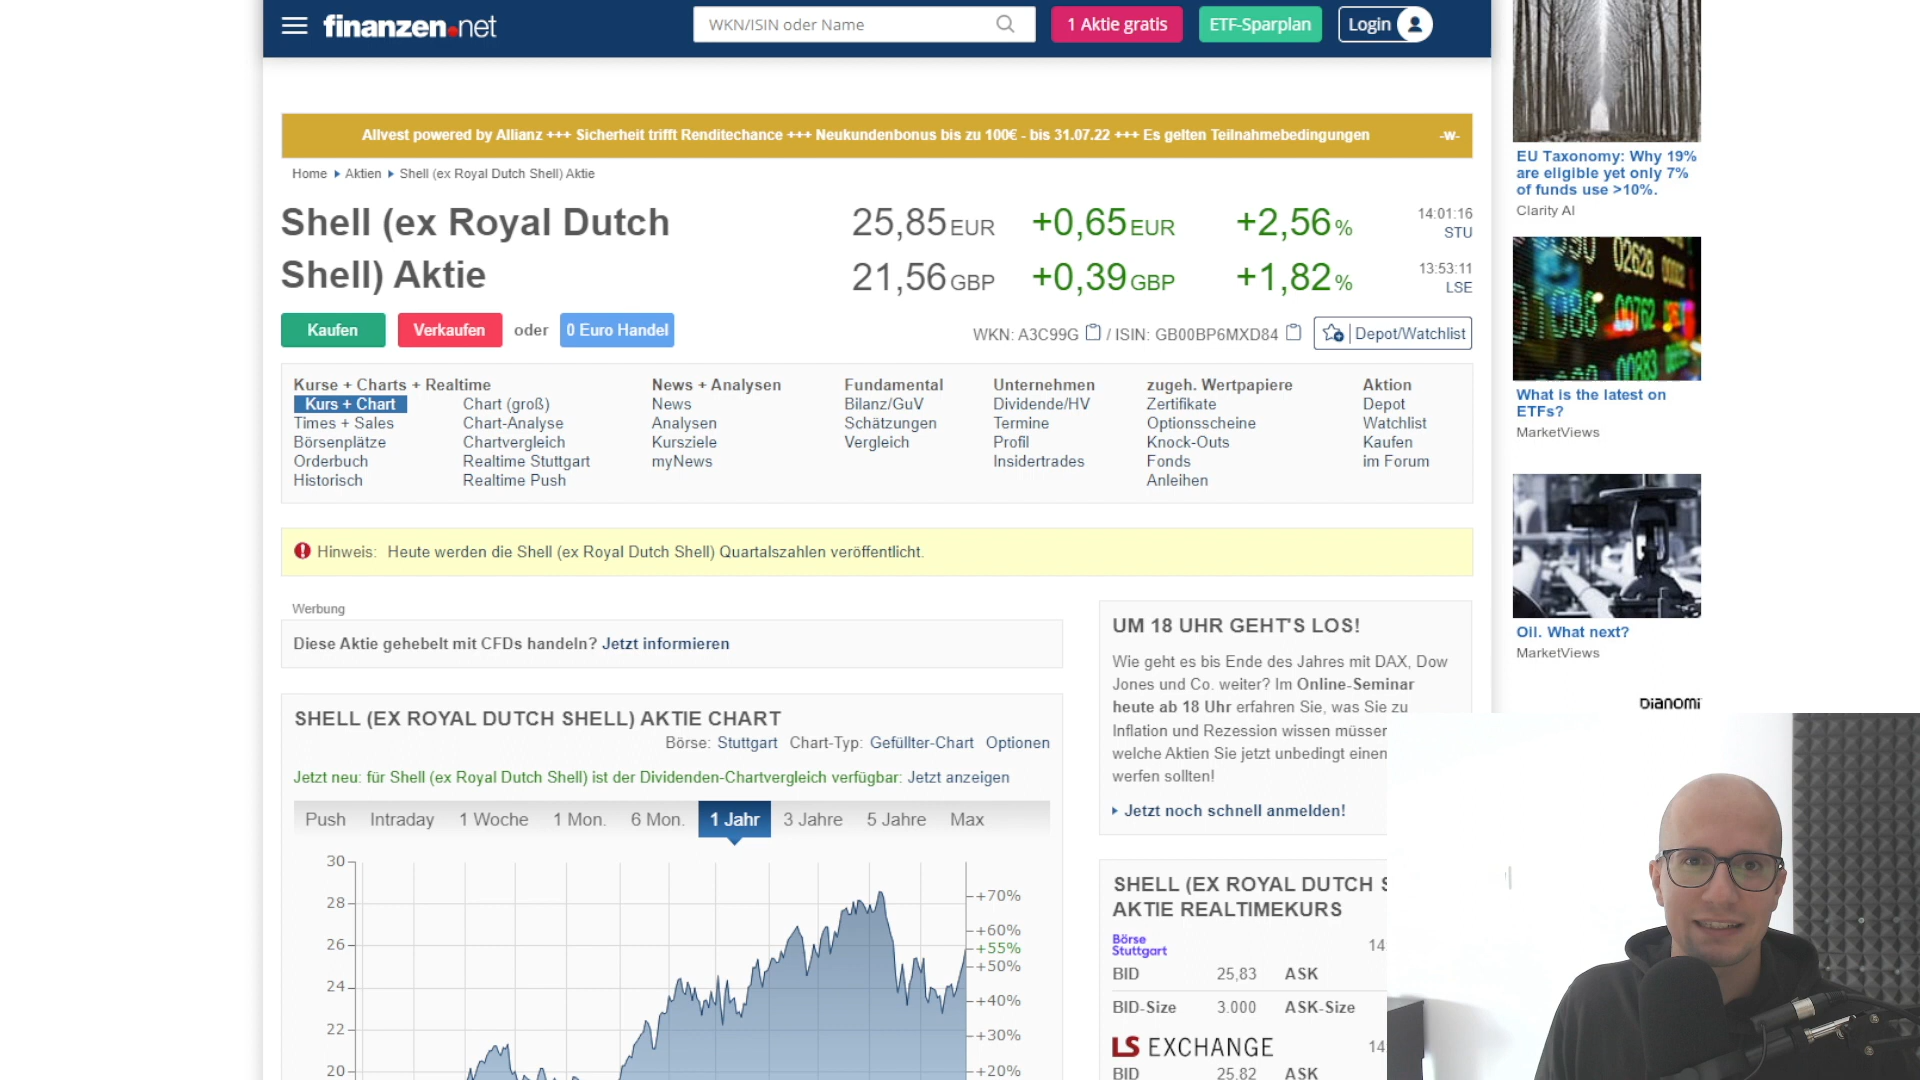 finanzen.net
WKN/ISIN oder Name
1 Aktie gratis
ETF-Sparplan
Login
Allvest powered by Allianz +++ Sicherheit trifft Renditechance +++ Neukundenbonus bis zu 100€ - bis 31.07.22 +++ Es gelten Teilnahmebedingungen
-w-
Home Aktien Shell (ex Royal Dutch Shell) Aktie
Shell (ex Royal Dutch
Shell) Aktie
25,85 EUR +0,65 EUR +2,56 %
14:01:16
STU
21,56 GBP +0,39 GBP +1,82 %
13:53:11
LSE
Kaufen
Verkaufen
oder
0 Euro Handel
WKN: A3C99G / ISIN: GB00BP6MXD84
Depot/Watchlist
Kurse + Charts + Realtime
Kurs + Chart
Times + Sales
Börsenplätze
Orderbuch
Historisch
Chart (groß)
Chart-Analyse
Chartvergleich
Realtime Stuttgart
Realtime Push
News + Analysen
News
Analysen
Kursziele
myNews
Fundamental
Bilanz/GuV
Schätzungen
Vergleich
Unternehmen
Dividende/HV
Termine
Profil
Insidertrades
zugeh. Wertpapiere
Zertifikate
Optionsscheine
Knock-Outs
Fonds
Anleihen
Aktion
Depot
Watchlist
Kaufen
im Forum
Hinweis: Heute werden die Shell (ex Royal Dutch Shell) Quartalszahlen veröffentlicht.
Werbung
Diese Aktie gehebelt mit CFDs handeln? Jetzt informieren
SHELL (EX ROYAL DUTCH SHELL) AKTIE CHART
Börse: Stuttgart Chart-Typ: Gefüllter-Chart Optionen
Jetzt neu: für Shell (ex Royal Dutch Shell) ist der Dividenden-Chartvergleich verfügbar: Jetzt anzeigen
Push Intraday 1 Woche 1 Mon. 6 Mon. 1 Jahr 3 Jahre 5 Jahre Max
30
28
26
24
22
20
+70%
+60%
+55%
+50%
+40%
+30%
+20%
UM 18 UHR GEHT'S LOS!
Wie geht es bis Ende des Jahres mit DAX, Dow
Jones und Co. weiter? Im Online-Seminar
heute ab 18 Uhr erfahren Sie, was Sie zu
Inflation und Rezession wissen müssen
welche Aktien Sie jetzt unbedingt einen
werfen sollten!
Jetzt noch schnell anmelden!
SHELL (EX ROYAL DUTCH S
AKTIE REALTIMEKURS
Börse
Stuttgart
14
BID 25,83 ASK
BID-Size 3.000 ASK-Size
LS EXCHANGE
14
BID 25,82 ASK
EU Taxonomy: Why 19%
are eligible yet only 7%
of funds use >10%.
Clarity AI
02628
00762
00883
What is the latest on
ETFs?
MarketViews
Oil. What next?
MarketViews
Dianomi